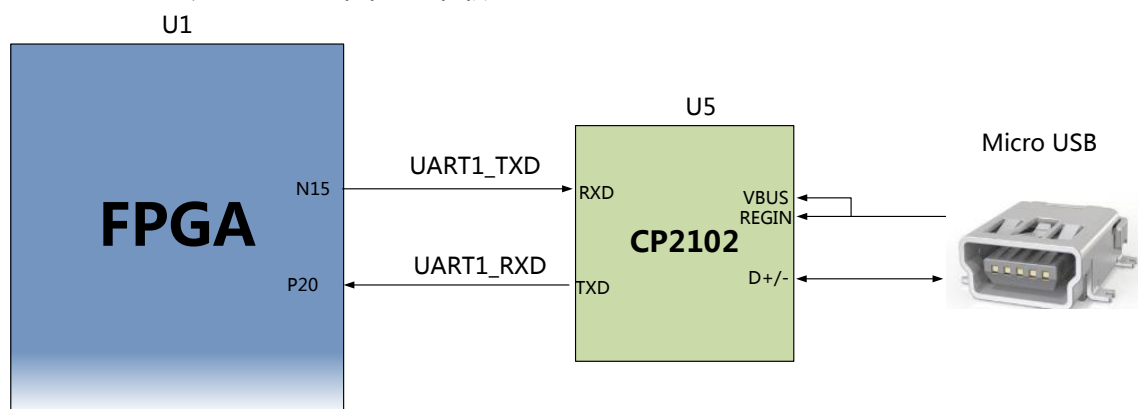 U1
U5
Micro USB
UART1_TXD
N15
RXD
VBUS
REGIN
FPGA
CP2102
UART1_RXD
D+/-
P20
TXD